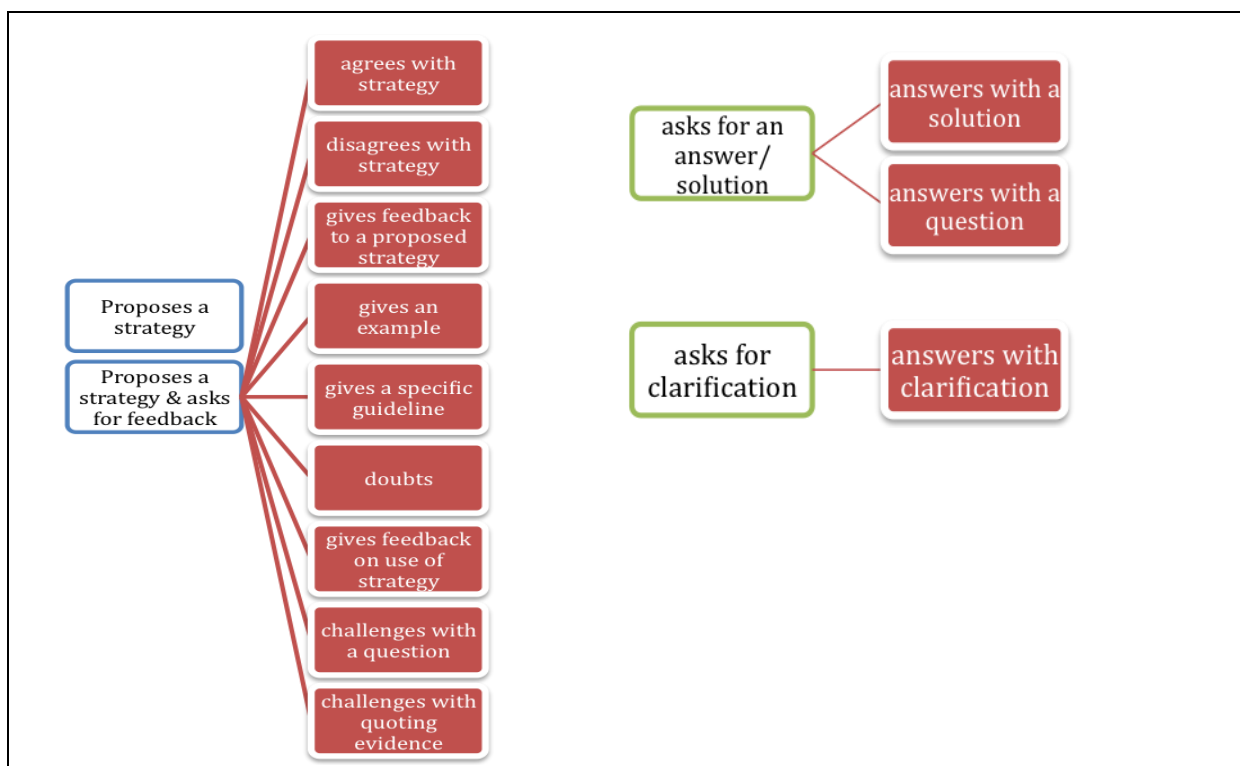 Proposes a
strategy
Proposes a
strategy & asks
for feedback
agrees with
strategy
disagrees with
strategy
gives feedback
to a proposed
strategy
gives an
example
gives a specific
guideline
doubts
gives feedback
on use of
strategy
challenges with
a question
challenges with
quoting
evidence
asks for an
answer/
solution
answers with a
solution
answers with a
question
asks for
clarification
answers with
clarification